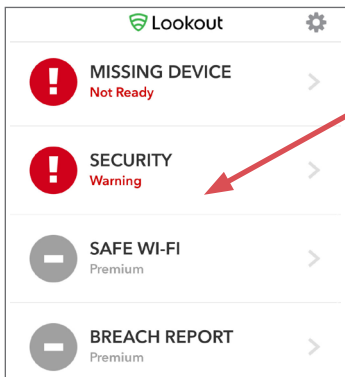 Lookout
MISSING DEVICE
Not Ready
SECURITY
Warning
SAFE WI-FI
Premium
BREACH REPORT
Premium